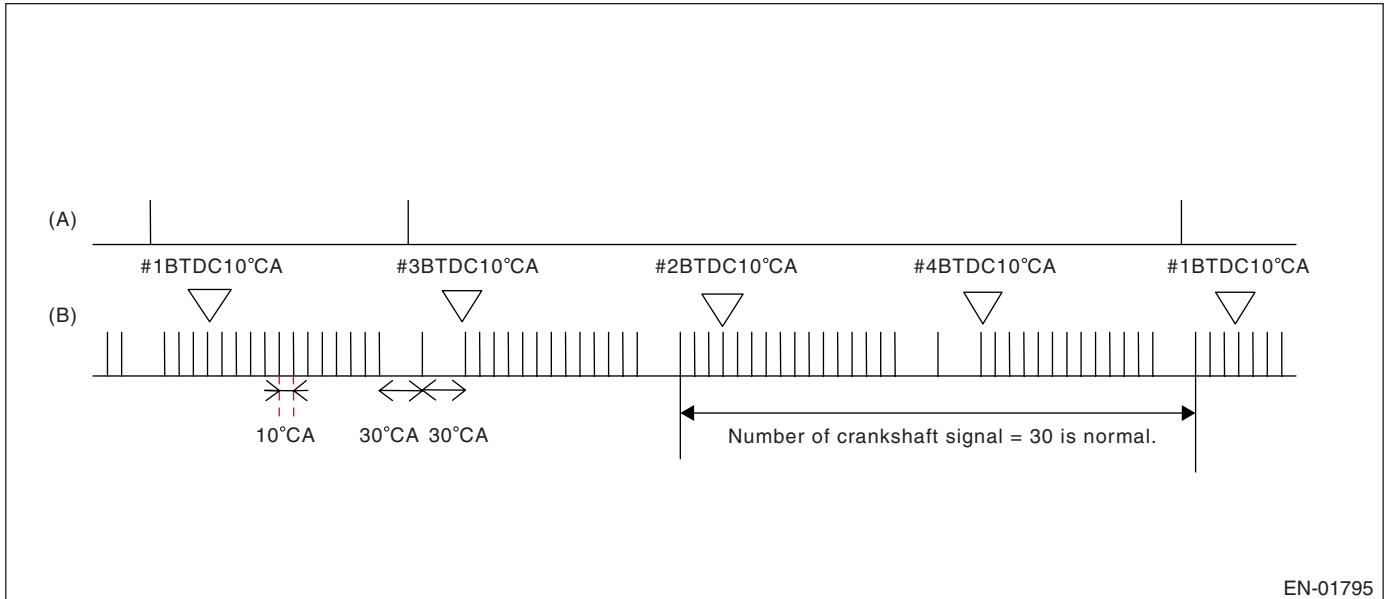 (A)
#1BTDC10°CA #3BTDC10°CA #2BTDC10°CA #4BTDC10°CA #1BTDC10°CA
(B)
10°CA 30°CA 30°CA Number of crankshaft signal = 30 is normal.
EN-01795